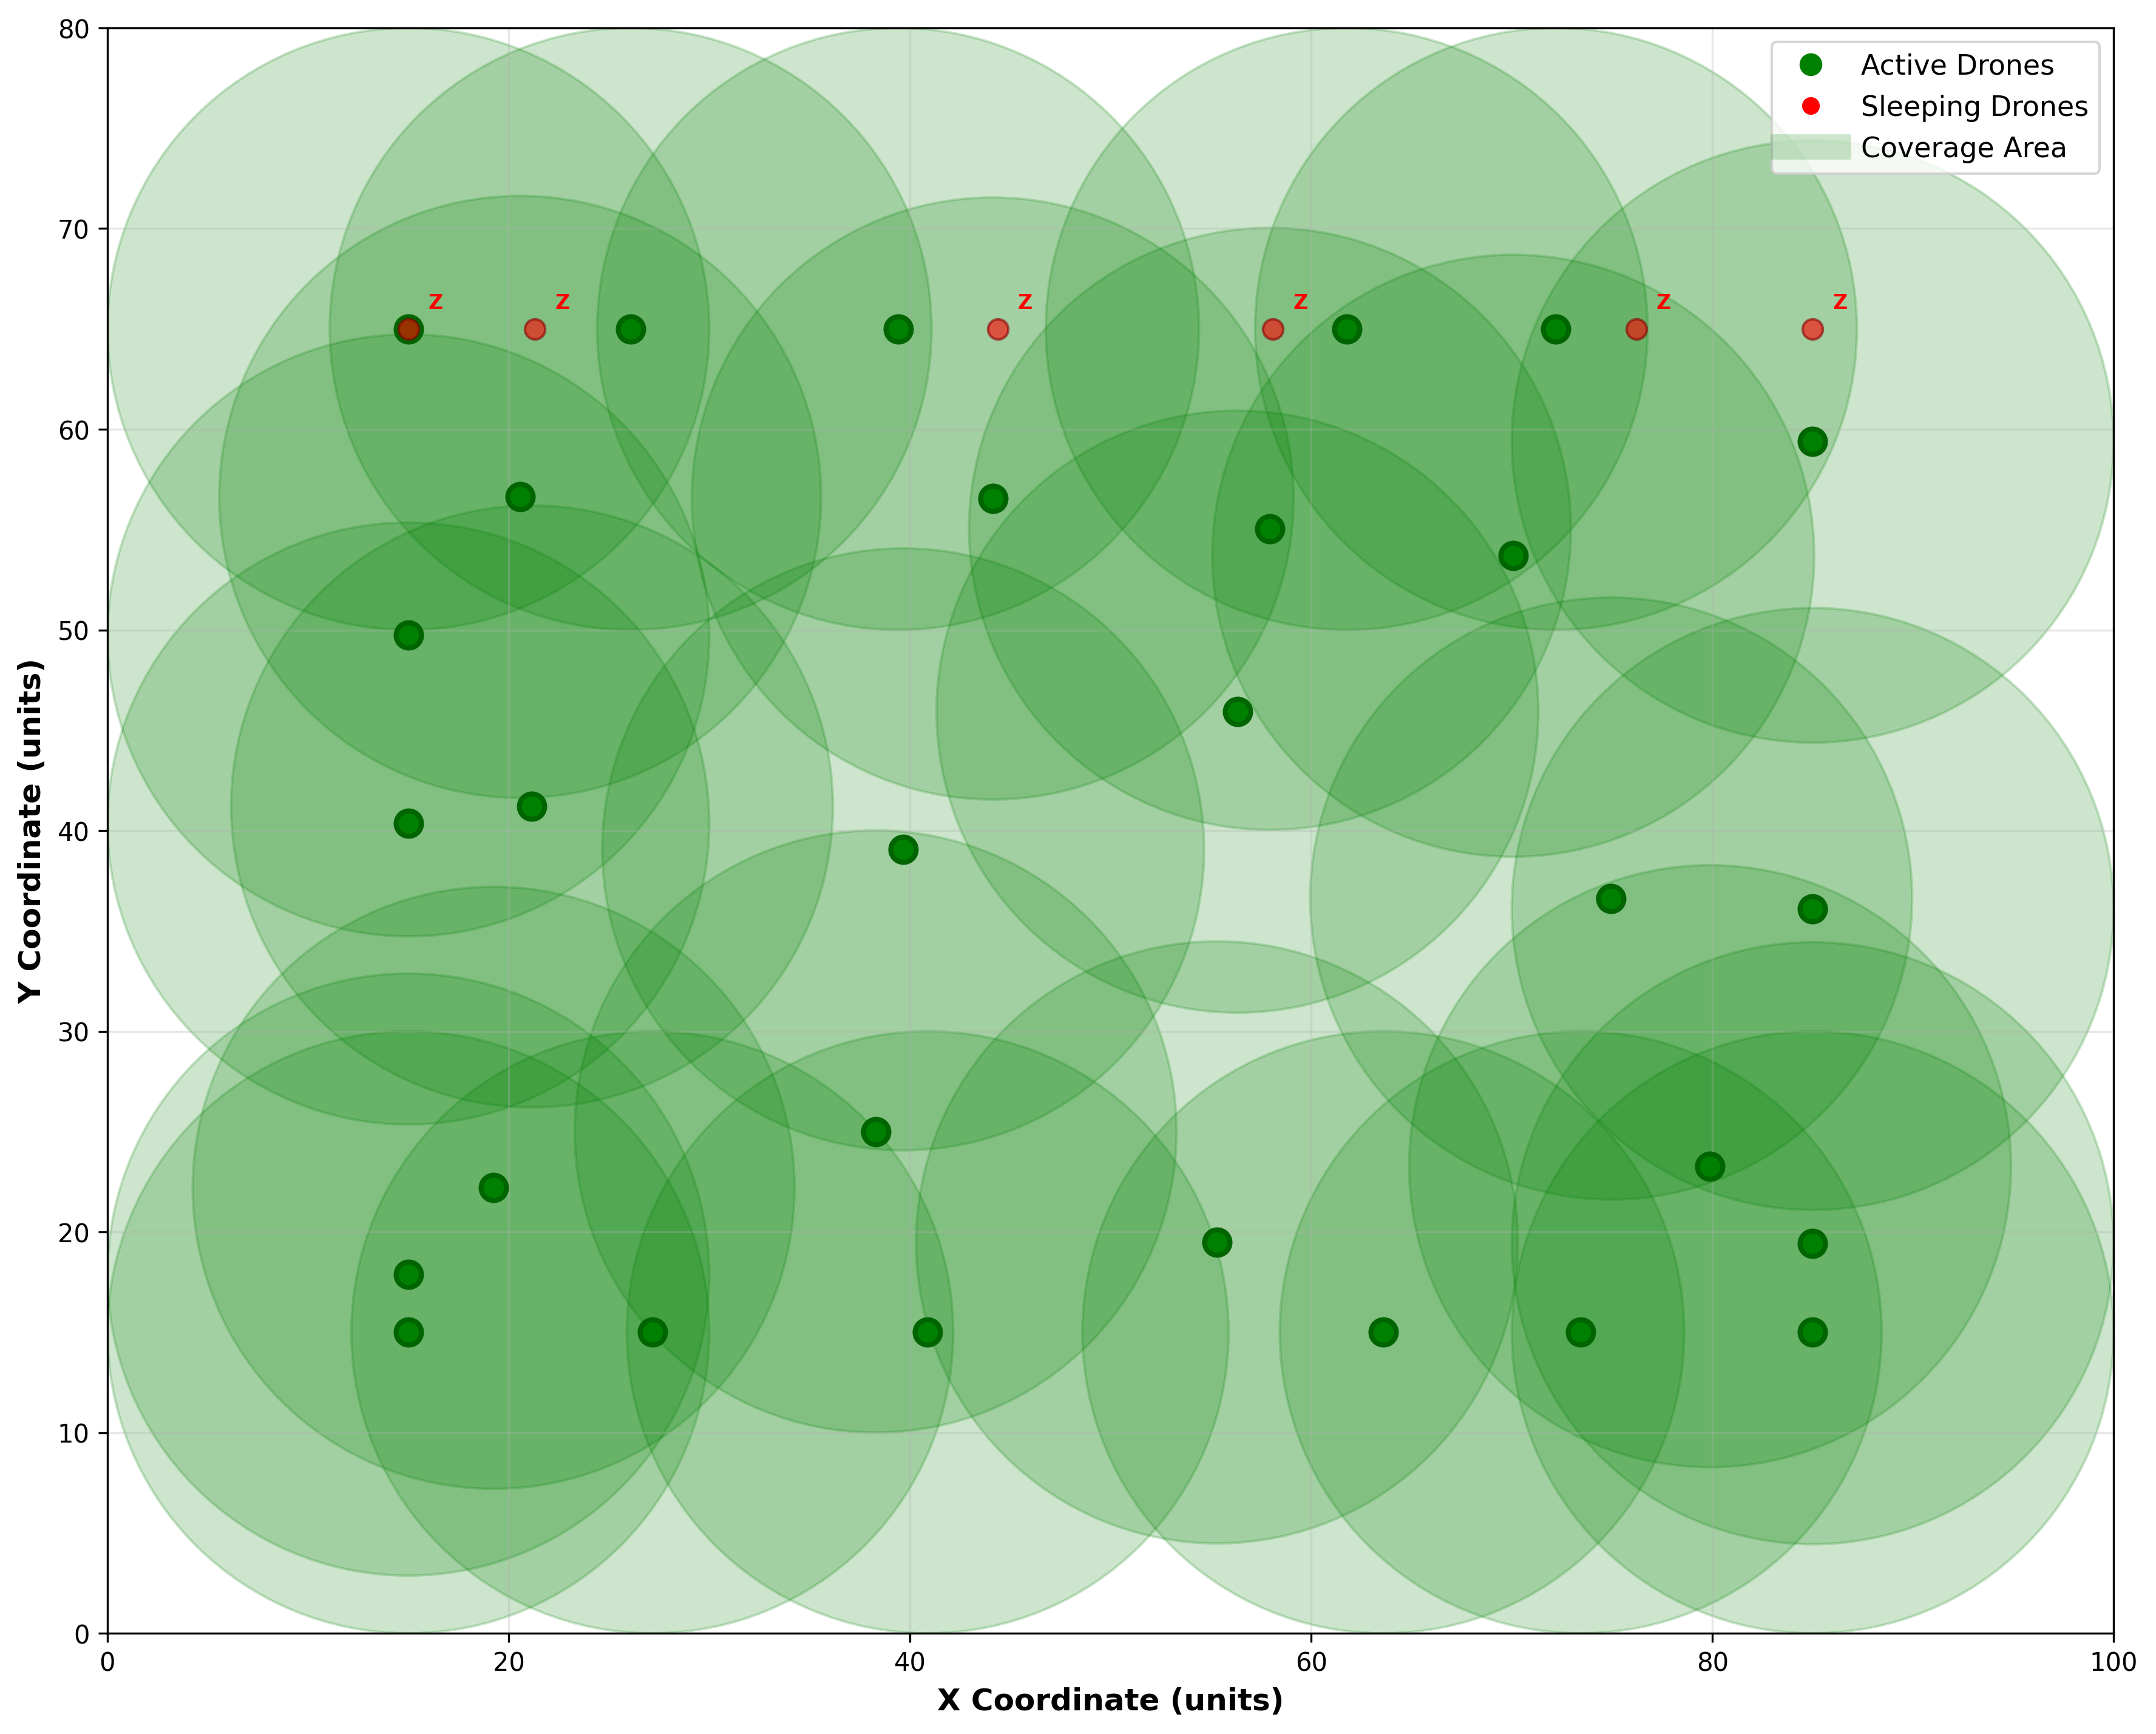 80
70
60
50
40
30
20
10
0
Y Coordinate (units)
Active Drones
Sleeping Drones
Coverage Area
z
z
z
z
z
z
0
20
40
60
80
100
X Coordinate (units)